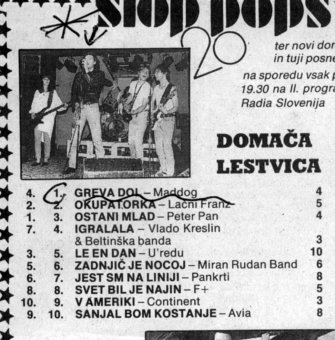 Stop pops
20
ter novi dom
in tuji posne
na sporedu vsak p
19.30 na II. progra
Radia Slovenija
DOMAČA
LESTVICA
4. 1. GREVA DOL – Maddog 4
2. 2. OKUPATORKA – Lačni Franz 5
1. 3. OSTANI MLAD – Peter Pan 4
7. 4. IGRALALA – Vlado Kreslin
& Beltinška banda 3
3. 5. LE EN DAN – U'redu 10
5. 6. ZADNJIČ JE NOCOJ – Miran Rudan Band 6
6. 7. JEST SM NA LINIJI – Pankrti 8
8. 8. SVET BIL JE NAJIN – F+ 5
10. 9. V AMERIKI – Continent 3
9. 10. SANJAL BOM KOSTANJE – Avia 8